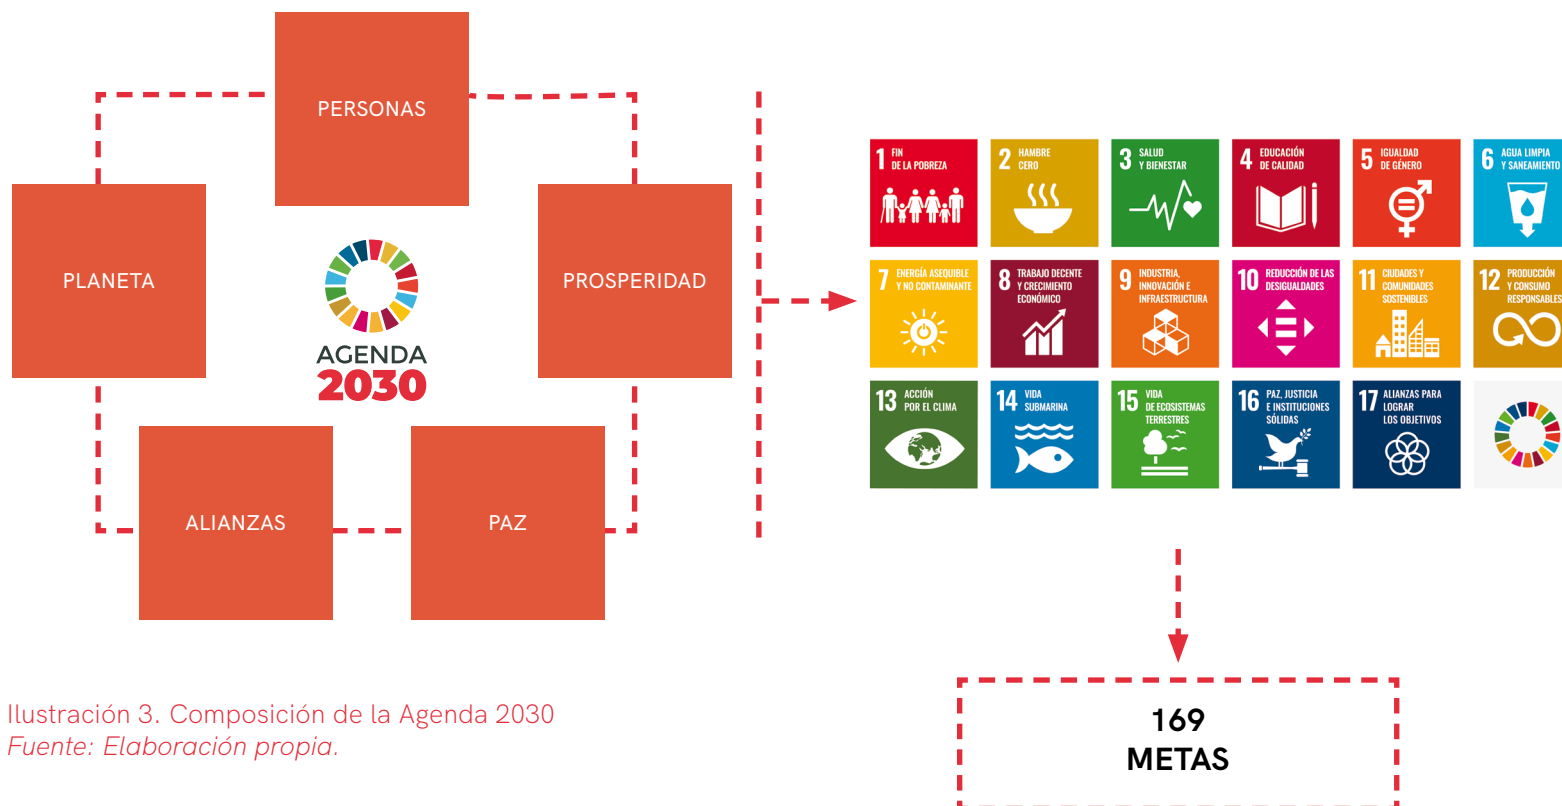 PERSONAS
PLANETA
PROSPERIDAD
AGENDA
2030
ALIANZAS
PAZ
1 FIN
DE LA POBREZA
2 HAMBRE
CERO
3 SALUD
Y BIENESTAR
4 EDUCACIÓN
DE CALIDAD
5 IGUALDAD
DE GÉNERO
6 AGUA LIMPIA
Y SANEAMIENTO
7 ENERGÍA ASEQUIBLE
Y NO CONTAMINANTE
8 TRABAJO DECENTE
Y CRECIMIENTO
ECONÓMICO
9 INDUSTRIA,
INNOVACIÓN E
INFRAESTRUCTURA
10 REDUCCIÓN DE LAS
DESIGUALDADES
11 CIUDADES Y
COMUNIDADES
SOSTENIBLES
12 PRODUCCIÓN
Y CONSUMO
RESPONSABLES
13 ACCIÓN
POR EL CLIMA
14 VIDA
SUBMARINA
15 VIDA
DE ECOSISTEMAS
TERRESTRES
16 PAZ, JUSTICIA
E INSTITUCIONES
SÓLIDAS
17 ALIANZAS PARA
LOGRAR
LOS OBJETIVOS
169
METAS
Ilustración 3. Composición de la Agenda 2030
Fuente: Elaboración propia.